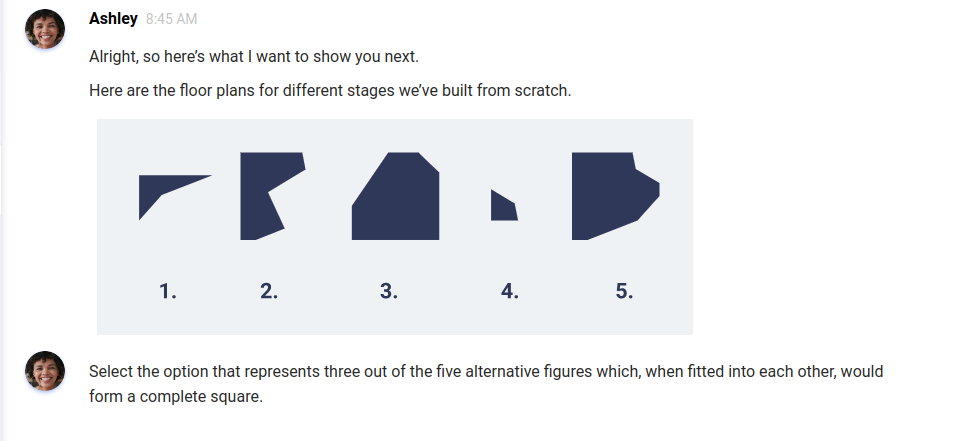 Ashley 8:45 AM
Alright, so here’s what I want to show you next.
Here are the floor plans for different stages we’ve built from scratch.
1. 2. 3. 4. 5.
Select the option that represents three out of the five alternative figures which, when fitted into each other, would
form a complete square.